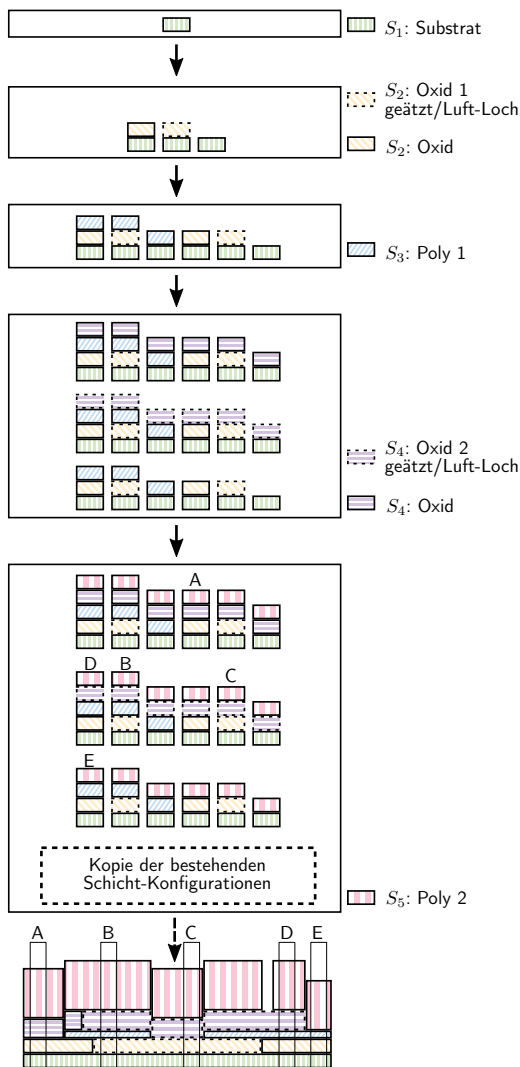 S₁: Substrat
S₂: Oxid 1
geätzt/Luft-Loch
S₂: Oxid
S₃: Poly 1
S₄: Oxid 2
geätzt/Luft-Loch
S₄: Oxid
A
D B
C
E
Kopie der bestehenden
Schicht-Konfigurationen
S₅: Poly 2
A B C D E